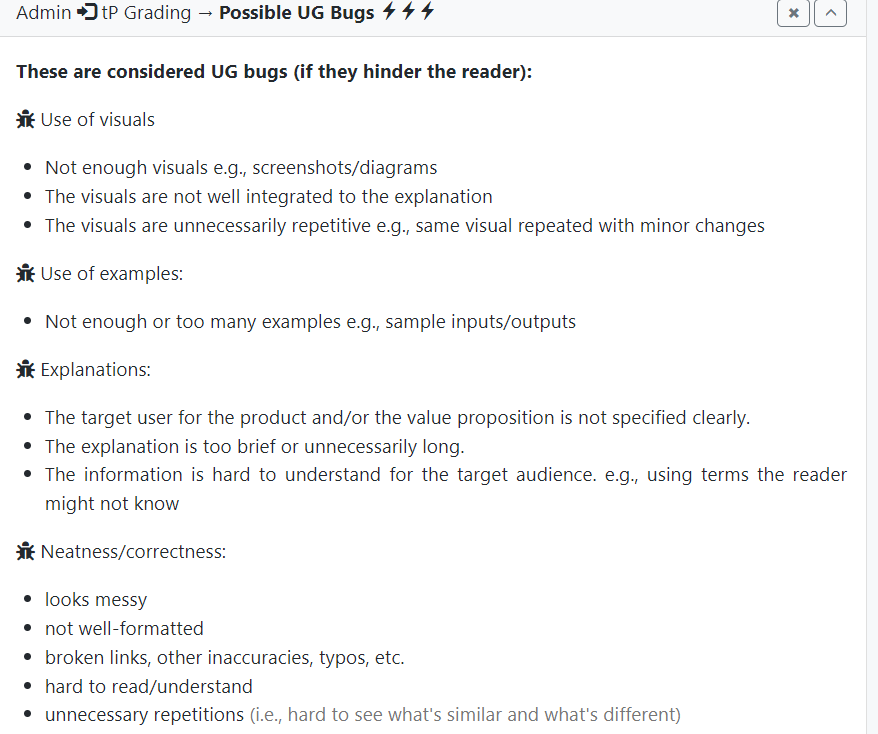 Admin tP Grading → Possible UG Bugs
These are considered UG bugs (if they hinder the reader):
Use of visuals
• Not enough visuals e.g., screenshots/diagrams
• The visuals are not well integrated to the explanation
• The visuals are unnecessarily repetitive e.g., same visual repeated with minor changes
Use of examples:
• Not enough or too many examples e.g., sample inputs/outputs
Explanations:
• The target user for the product and/or the value proposition is not specified clearly.
• The explanation is too brief or unnecessarily long.
• The information is hard to understand for the target audience. e.g., using terms the reader
might not know
Neatness/correctness:
• looks messy
• not well-formatted
• broken links, other inaccuracies, typos, etc.
• hard to read/understand
• unnecessary repetitions (i.e., hard to see what's similar and what's different)